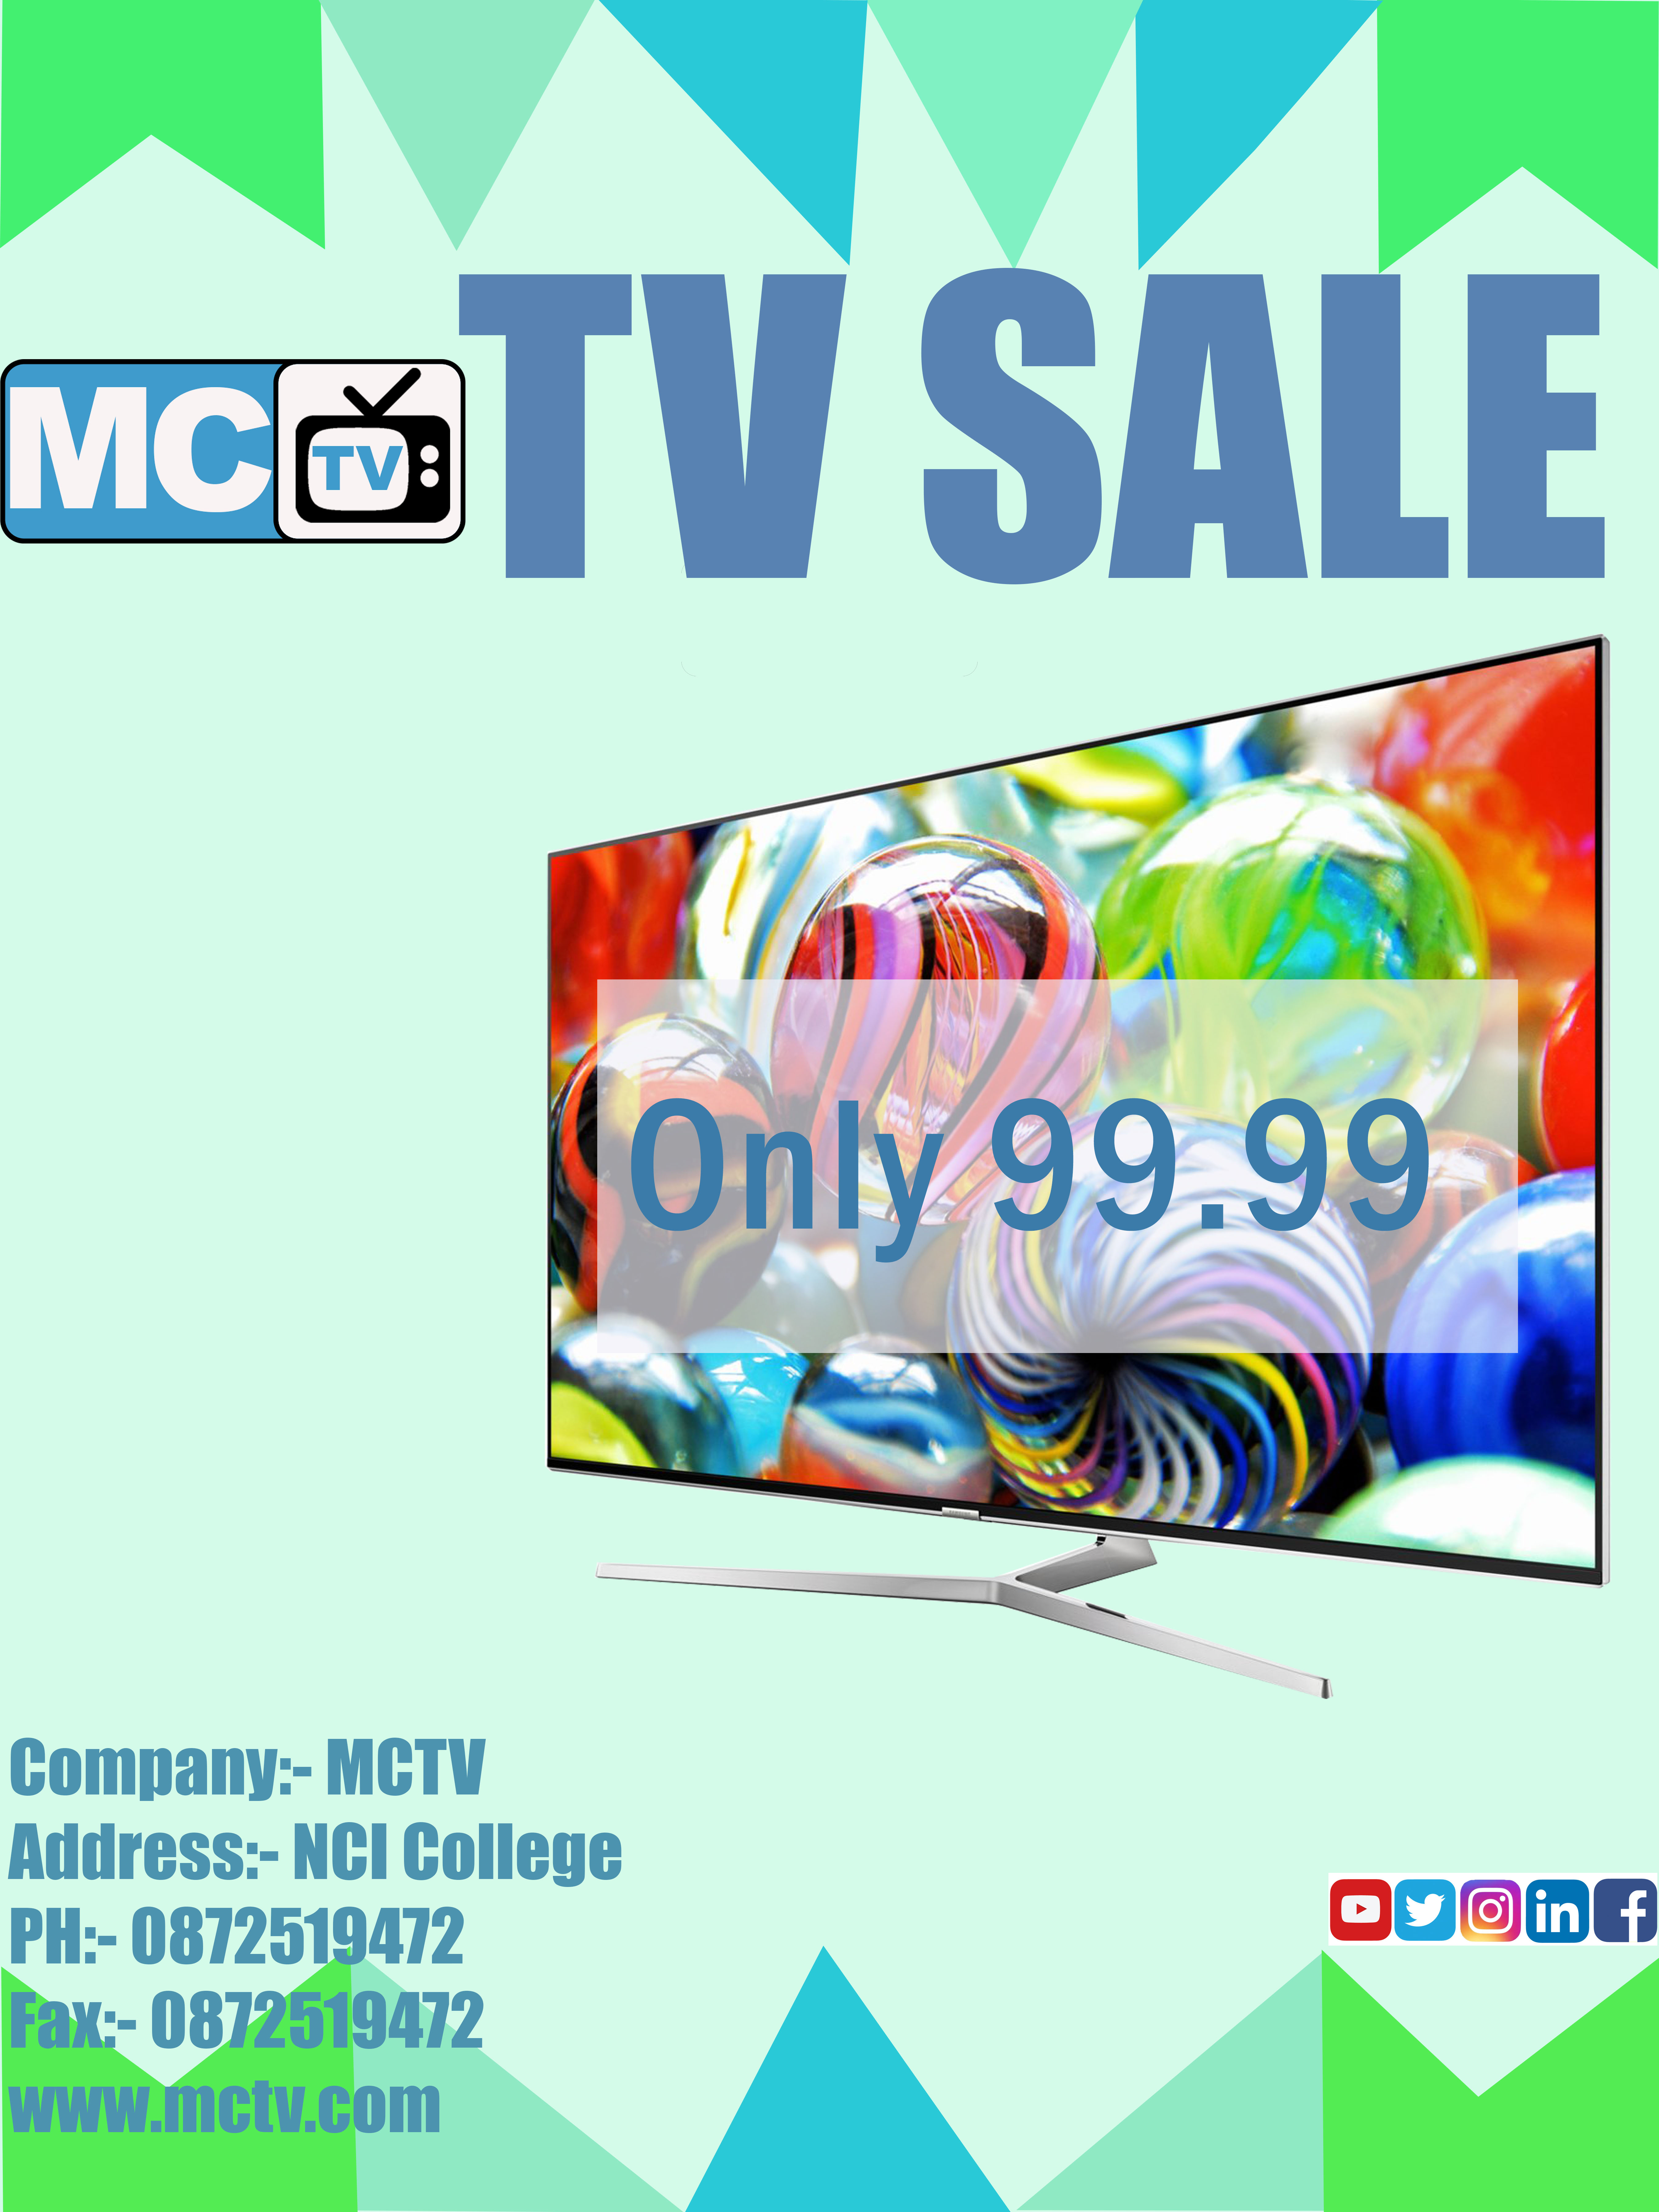 TV SALE
MC TV
Only 99.99
Company:- MCTV
Address:- NCI College
PH:- 0872519472
Fax:- 0872519472
www.mctv.com
in